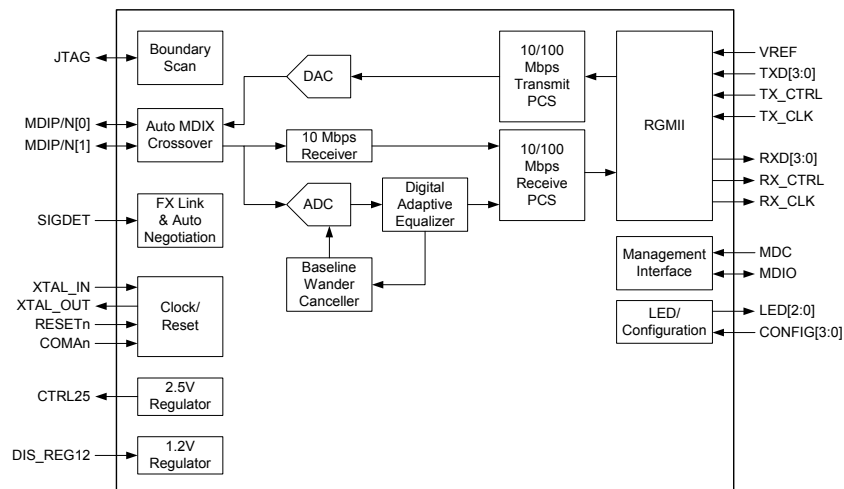 JTAG
MDIP/N[0]
MDIP/N[1]
SIGDET
XTAL_IN
XTAL_OUT
RESETn
COMAn
CTRL25
DIS_REG12
Boundary
Scan
Auto MDIX
Crossover
FX Link
& Auto
Negotiation
Clock/
Reset
2.5V
Regulator
1.2V
Regulator
DAC
10 Mbps
Receiver
ADC
Baseline
Wander
Canceller
Digital
Adaptive
Equalizer
10/100
Mbps
Transmit
PCS
10/100
Mbps
Receive
PCS
RGMII
Management
Interface
LED/
Configuration
VREF
TXD[3:0]
TX_CTRL
TX_CLK
RXD[3:0]
RX_CTRL
RX_CLK
MDC
MDIO
LED[2:0]
CONFIG[3:0]